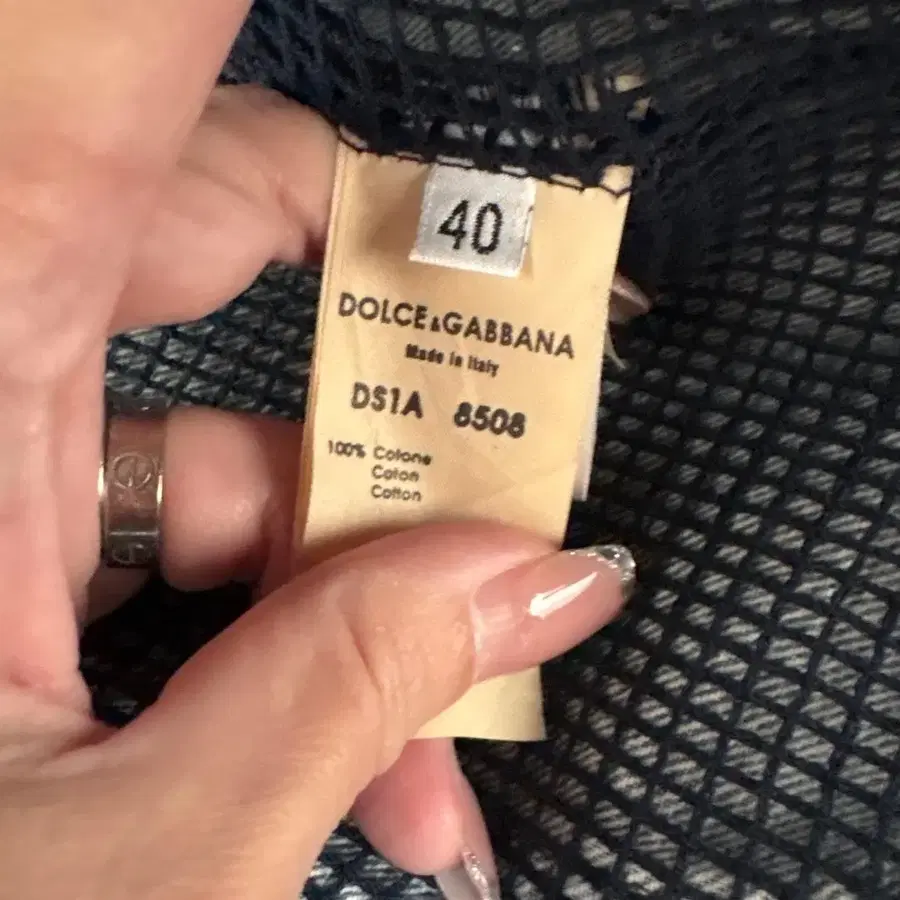 40
DOLCE&GABBANA
Made in Italy
DS1A 8508
100% Cotone
Coton
Cotton